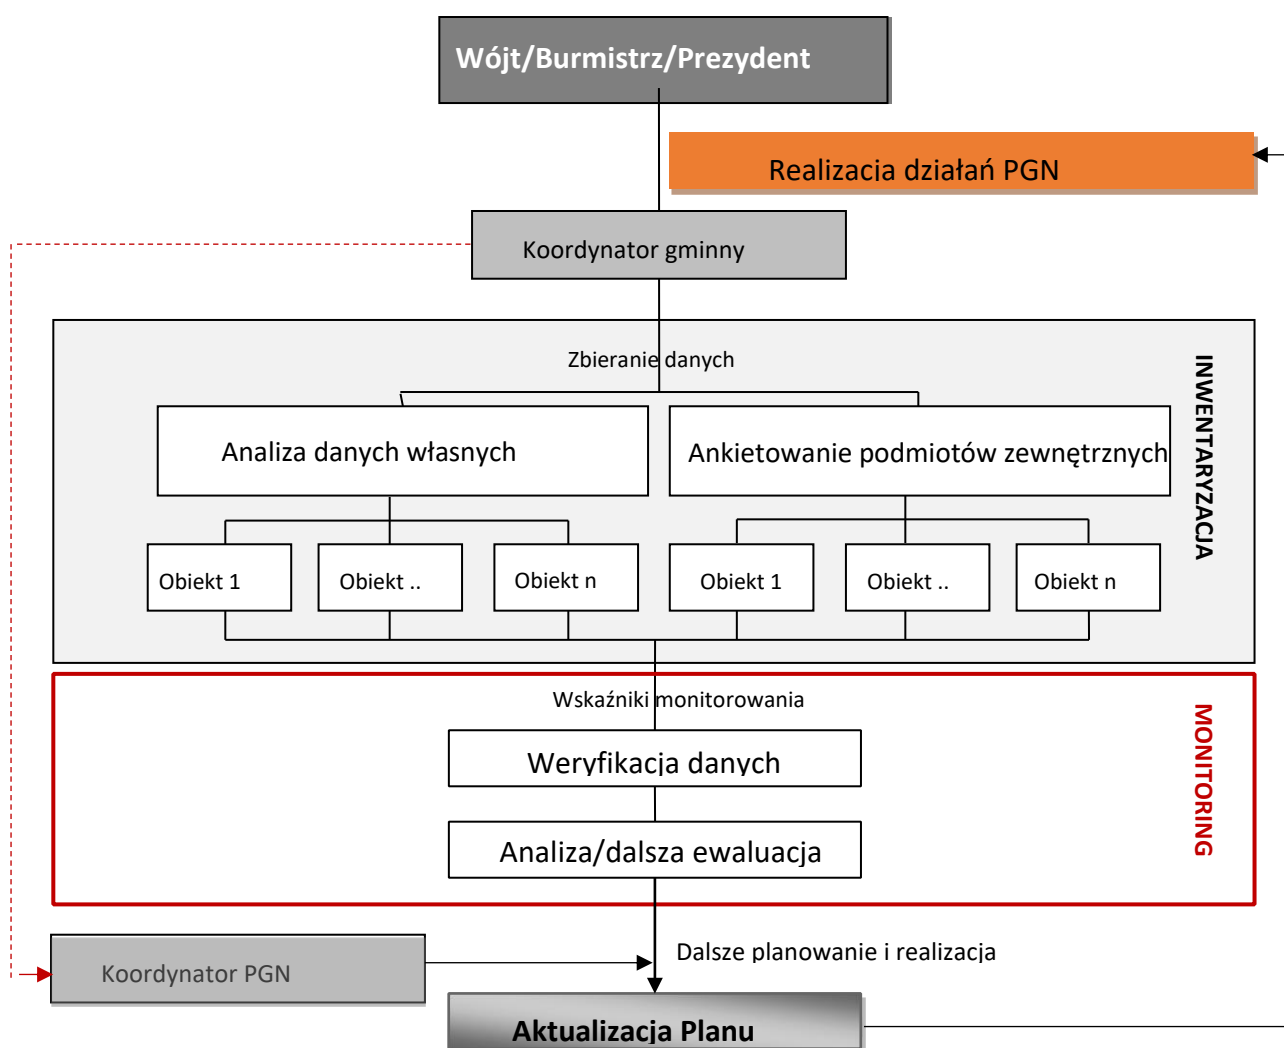 Wójt/Burmistrz/Prezydent
Realizacja działań PGN
Koordynator gminny
Zbieranie danych
INWENTARYZACJA
Analiza danych własnych
Ankietowanie podmiotów zewnętrznych
Obiekt 1
Obiekt ..
Obiekt n
Obiekt 1
Obiekt ..
Obiekt n
Wskaźniki monitorowania
MONITORING
Weryfikacja danych
Analiza/dalsza ewaluacja
Dalsze planowanie i realizacja
Koordynator PGN
Aktualizacja Planu